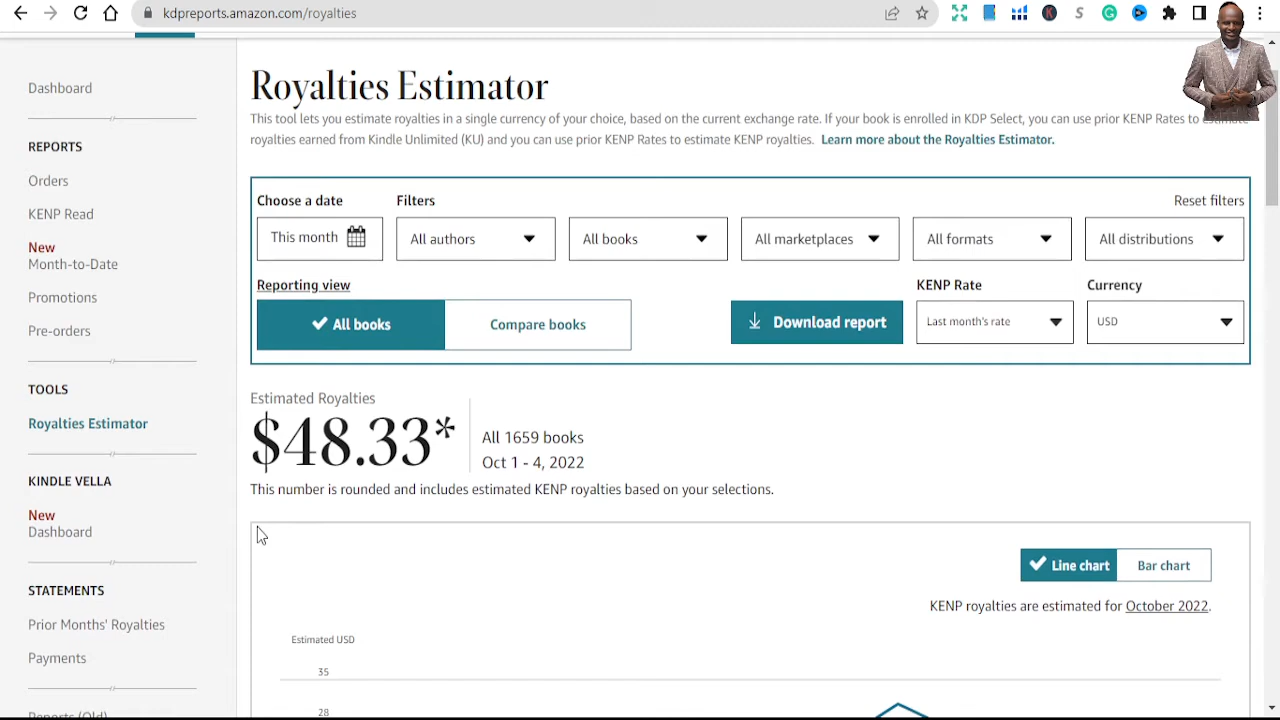 kdpreports.amazon.com/royalties
Dashboard
REPORTS
Orders
KENP Read
New
Month-to-Date
Promotions
Pre-orders
TOOLS
Royalties Estimator
KINDLE VELLA
New
Dashboard
STATEMENTS
Prior Months' Royalties
Payments
Reports (Old)
Royalties Estimator
This tool lets you estimate royalties in a single currency of your choice, based on the current exchange rate. If your book is enrolled in KDP Select, you can use prior KENP Rates to estimate
royalties earned from Kindle Unlimited (KU) and you can use prior KENP Rates to estimate KENP royalties. Learn more about the Royalties Estimator.
Choose a date Filters Reset filters
This month All authors All books All marketplaces All formats All distributions
Reporting view KENP Rate Currency
All books Compare books Download report Last month's rate USD
Estimated Royalties
$48.33*
All 1659 books
Oct 1 - 4, 2022
This number is rounded and includes estimated KENP royalties based on your selections.
Line chart Bar chart
KENP royalties are estimated for October 2022.
Estimated USD
35
28